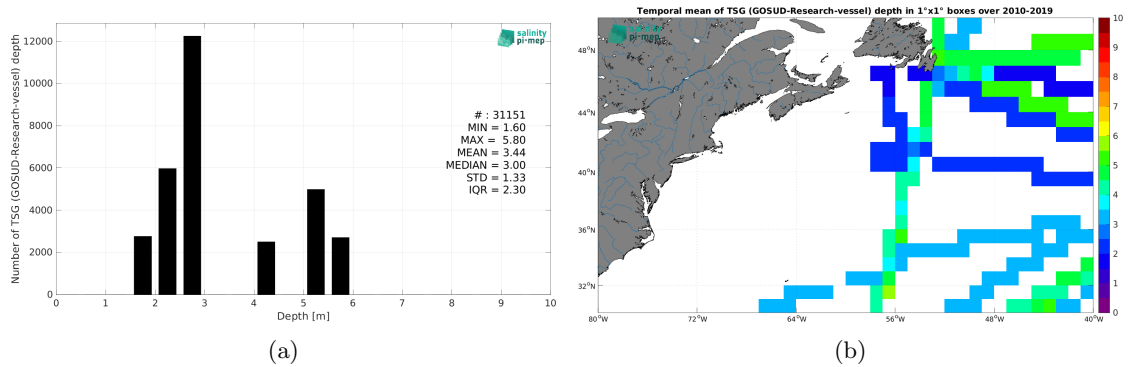 Number of TSG (GOSUD-Research-vessel) depth
12000
10000
8000
6000
4000
2000
0
salinity
pi-mep
# : 31151
MIN = 1.60
MAX = 5.80
MEAN = 3.44
MEDIAN = 3.00
STD = 1.33
IQR = 2.30
0 1 2 3 4 5 6 7 8 9 10
Depth [m]
(a)
Temporal mean of TSG (GOSUD-Research-vessel) depth in 1°x1° boxes over 2010-2019
pi-mep
48°N
44°N
40°N
36°N
32°N
80°W 72°W 64°W 56°W 48°W 40°W
10
9
8
7
6
5
4
3
2
1
0
(b)